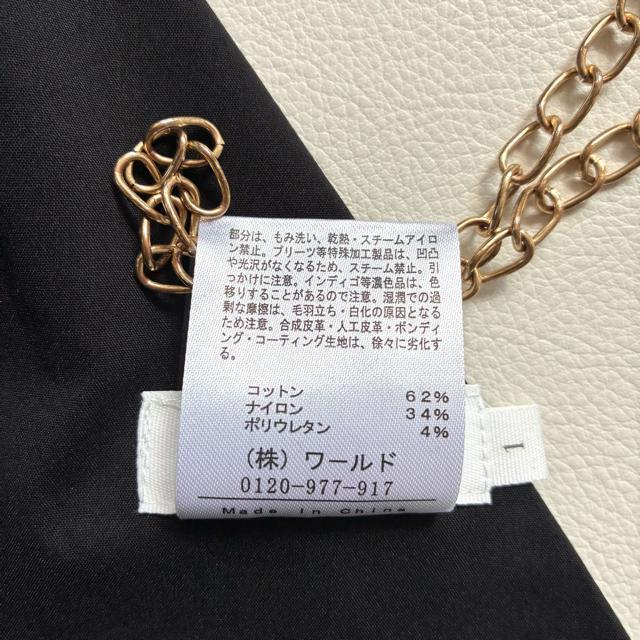 部分は、もみ洗い、乾熱・スチームアイロ
ン禁止。プリーツ等特殊加工製品は、凹凸
や光沢がなくなるため、スチーム禁止。引
っかけに注意。インディゴ等濃色品は、色
移りすることがあるので注意。湿潤での過
剰な摩擦は、毛羽立ち・白化の原因となる
ため注意。合成皮革・人工皮革・ボンディ
ング・コーティング生地は、徐々に劣化す
る。
コットン 62%
ナイロン 34%
ポリウレタン 4%
(株) ワールド
0120-977-917
Made in China
1